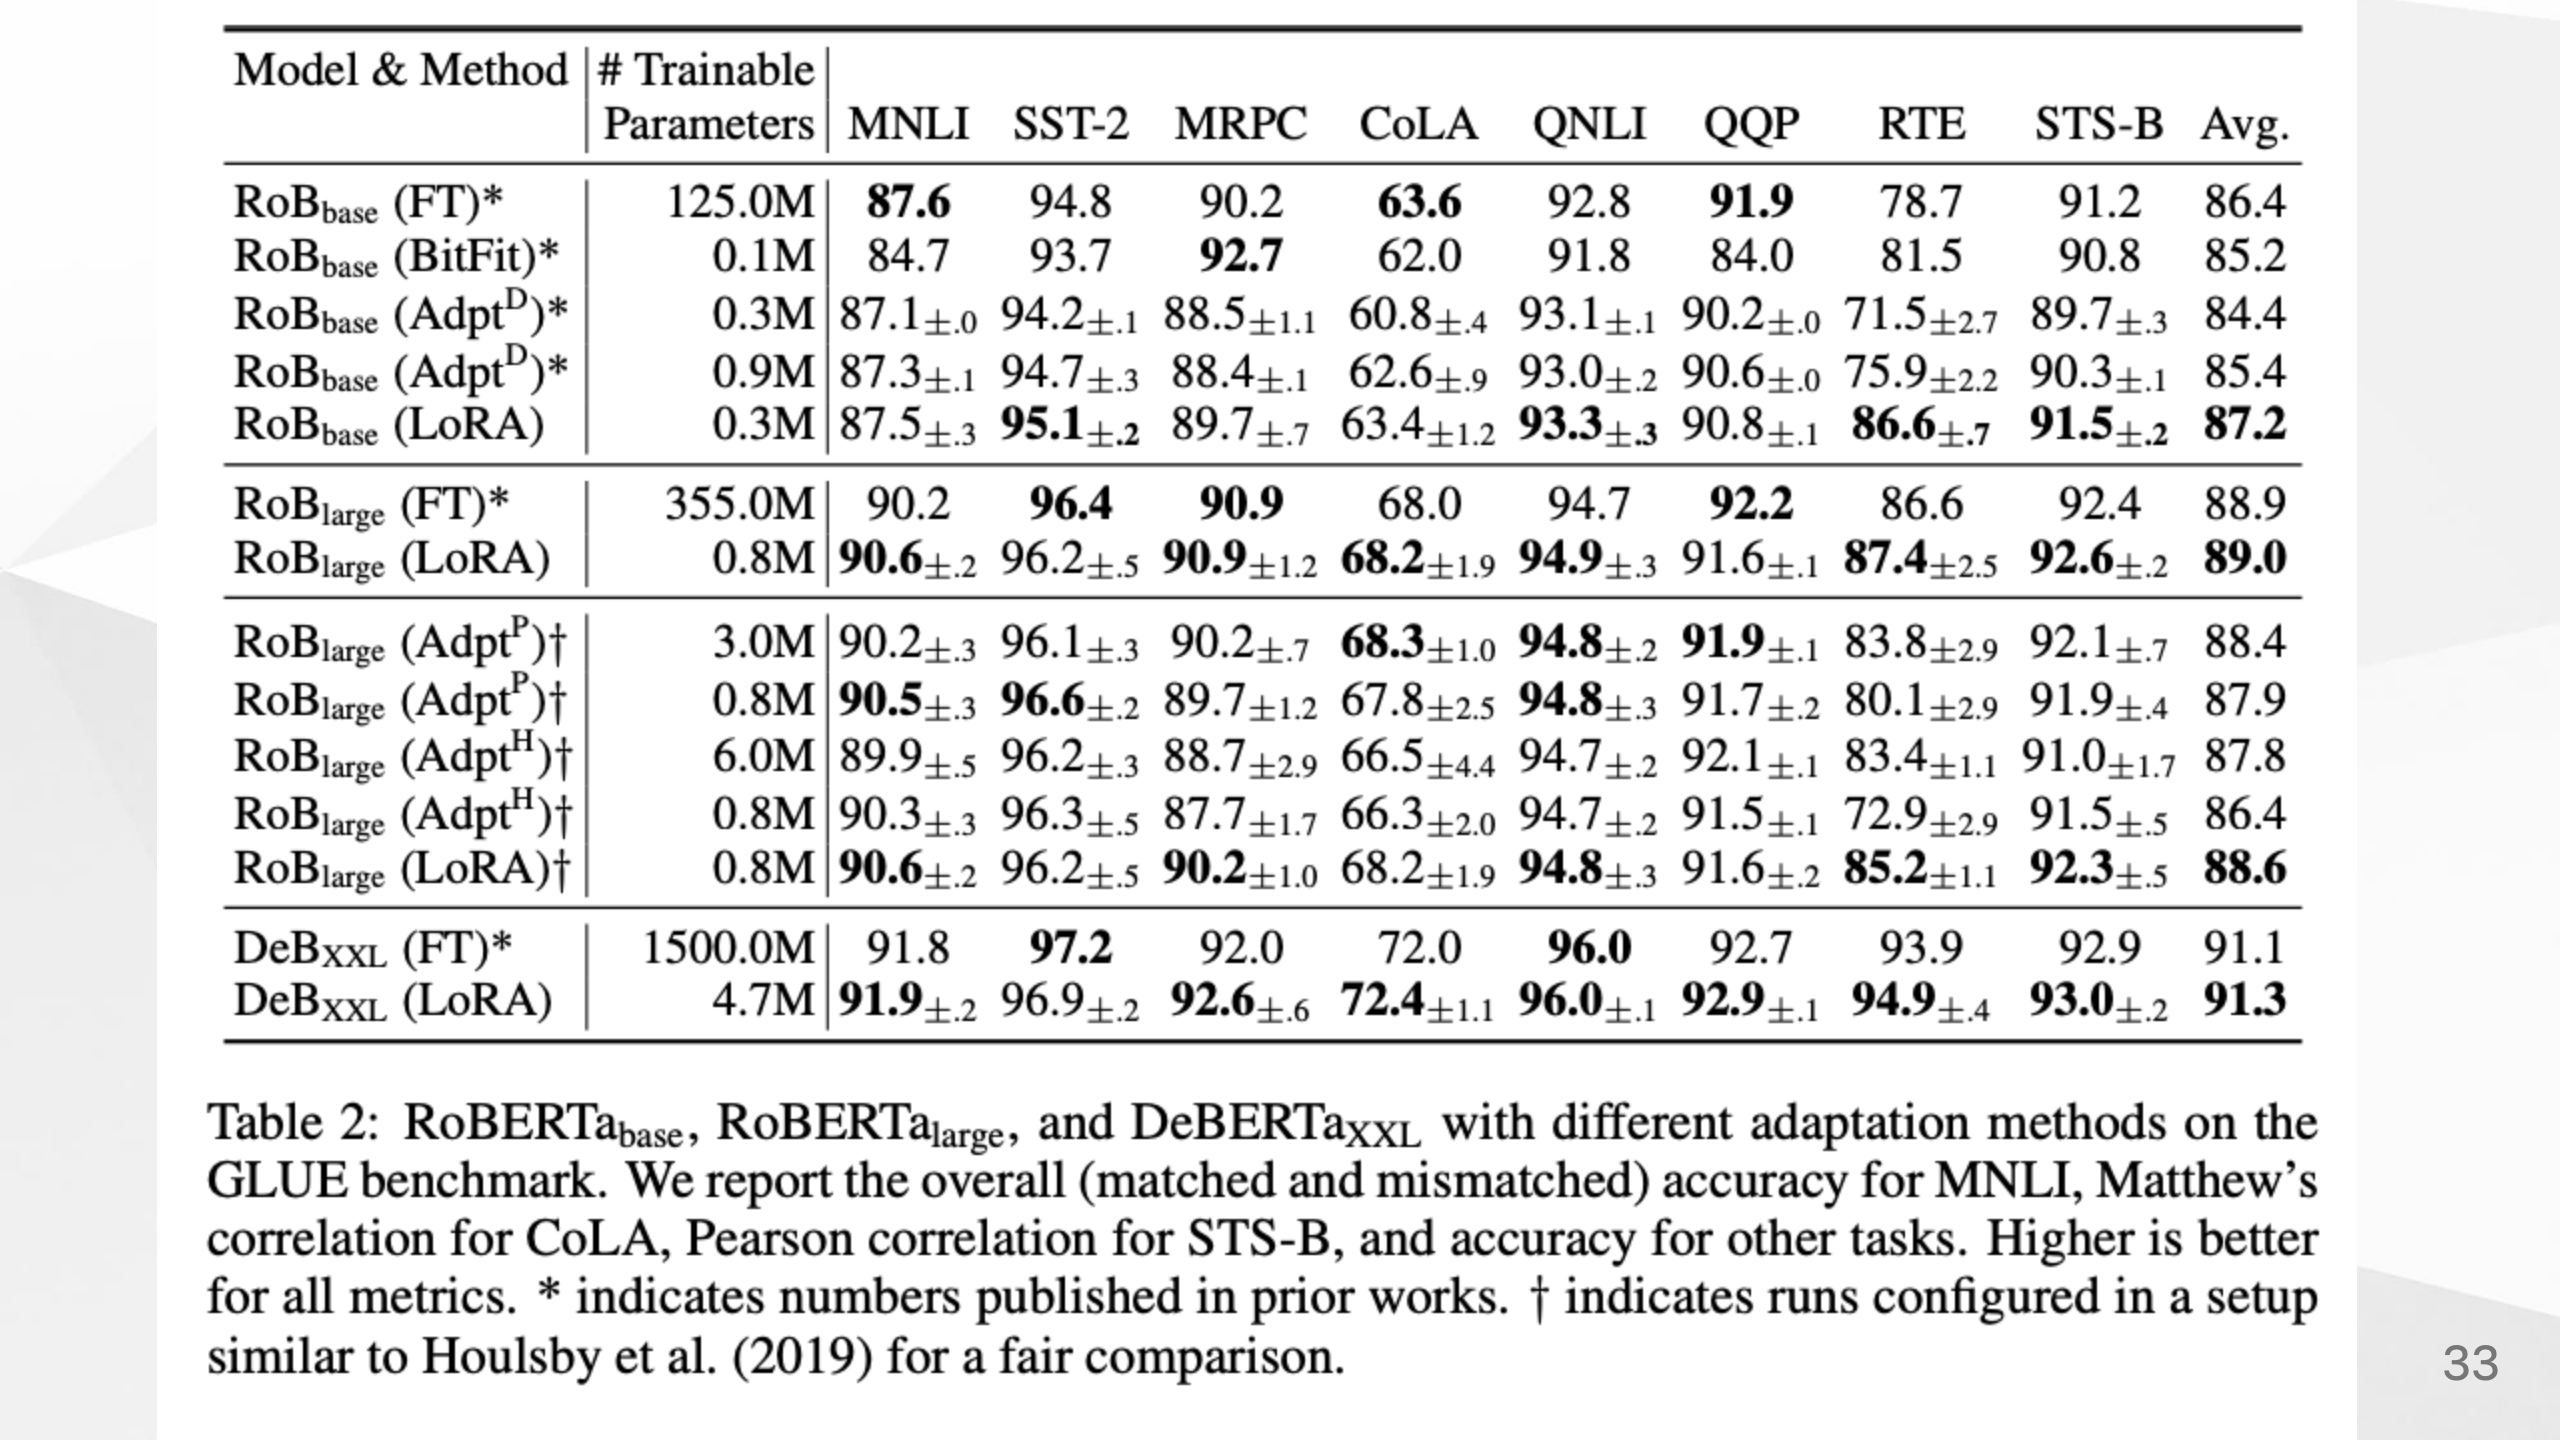 Model & Method # Trainable
Parameters MNLI SST-2 MRPC CoLA QNLI QQP RTE STS-B Avg.
RoBbase (FT)* 125.0M 87.6 94.8 90.2 63.6 92.8 91.9 78.7 91.2 86.4
RoBbase (BitFit)* 0.1M 84.7 93.7 92.7 62.0 91.8 84.0 81.5 90.8 85.2
RoBbase (AdptD)* 0.3M 87.1±.0 94.2±.1 88.5±1.1 60.8±.4 93.1±.1 90.2±.0 71.5±2.7 89.7±.3 84.4
RoBbase (AdptD)* 0.9M 87.3±.1 94.7±.3 88.4±.1 62.6±.9 93.0±.2 90.6±.0 75.9±2.2 90.3±.1 85.4
RoBbase (LoRA) 0.3M 87.5±.3 95.1±.2 89.7±.7 63.4±1.2 93.3±.3 90.8±.1 86.6±.7 91.5±.2 87.2
RoBlarge (FT)* 355.0M 90.2 96.4 90.9 68.0 94.7 92.2 86.6 92.4 88.9
RoBlarge (LoRA) 0.8M 90.6±.2 96.2±.5 90.9±1.2 68.2±1.9 94.9±.3 91.6±.1 87.4±2.5 92.6±.2 89.0
RoBlarge (AdptP)† 3.0M 90.2±.3 96.1±.3 90.2±.7 68.3±1.0 94.8±.2 91.9±.1 83.8±2.9 92.1±.7 88.4
RoBlarge (AdptP)† 0.8M 90.5±.3 96.6±.2 89.7±1.2 67.8±2.5 94.8±.3 91.7±.2 80.1±2.9 91.9±.4 87.9
RoBlarge (AdptH)† 6.0M 89.9±.5 96.2±.3 88.7±2.9 66.5±4.4 94.7±.2 92.1±.1 83.4±1.1 91.0±1.7 87.8
RoBlarge (AdptH)† 0.8M 90.3±.3 96.3±.5 87.7±1.7 66.3±2.0 94.7±.2 91.5±.1 72.9±2.9 91.5±.5 86.4
RoBlarge (LoRA)† 0.8M 90.6±.2 96.2±.5 90.2±1.0 68.2±1.9 94.8±.3 91.6±.2 85.2±1.1 92.3±.5 88.6
DeBXXL (FT)* 1500.0M 91.8 97.2 92.0 72.0 96.0 92.7 93.9 92.9 91.1
DeBXXL (LoRA) 4.7M 91.9±.2 96.9±.2 92.6±.6 72.4±1.1 96.0±.1 92.9±.1 94.9±.4 93.0±.2 91.3
Table 2: RoBERTabase, RoBERTalarge, and DeBERTaXXL with different adaptation methods on the
GLUE benchmark. We report the overall (matched and mismatched) accuracy for MNLI, Matthew's
correlation for CoLA, Pearson correlation for STS-B, and accuracy for other tasks. Higher is better
for all metrics. * indicates numbers published in prior works. † indicates runs configured in a setup
similar to Houlsby et al. (2019) for a fair comparison.
33